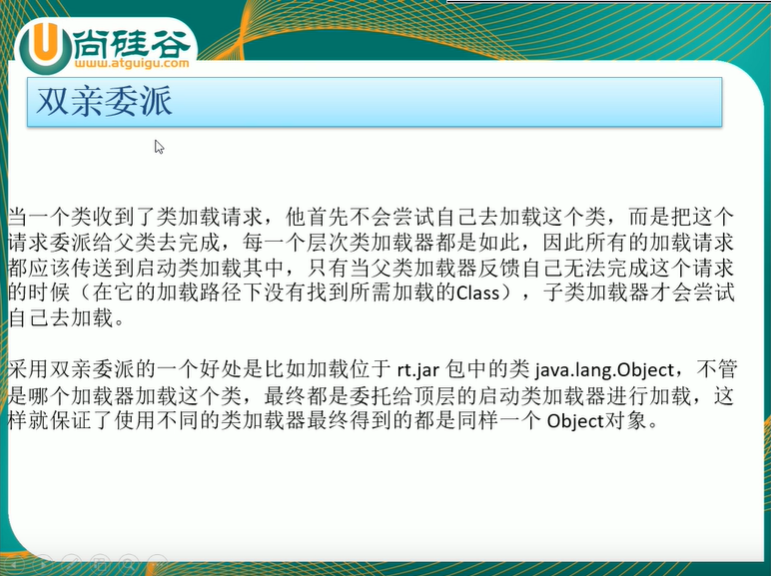 尚硅谷
www.atguigu.com
双亲委派
当一个类收到了类加载请求，他首先不会尝试自己去加载这个类，而是把这个
请求委派给父类去完成，每一个层次类加载器都是如此，因此所有的加载请求
都应该传送到启动类加载其中，只有当父类加载器反馈自己无法完成这个请求
的时候（在它的加载路径下没有找到所需加载的Class），子类加载器才会尝试
自己去加载。
采用双亲委派的一个好处是比如加载位于 rt.jar 包中的类 java.lang.Object，不管
是哪个加载器加载这个类，最终都是委托给顶层的启动类加载器进行加载，这
样就保证了使用不同的类加载器最终得到的都是同样一个 Object对象。